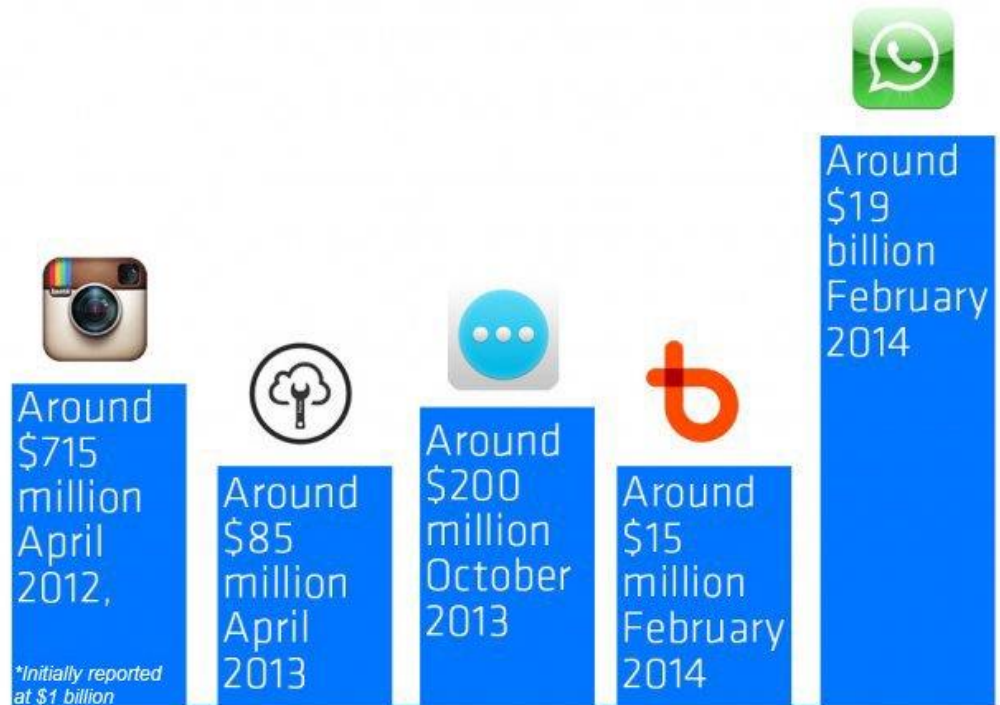 Around
$715
million
April
2012,
*Initially reported
at $1 billion
Around
$85
million
April
2013
Around
$200
million
October
2013
Around
$15
million
February
2014
Around
$19
billion
February
2014